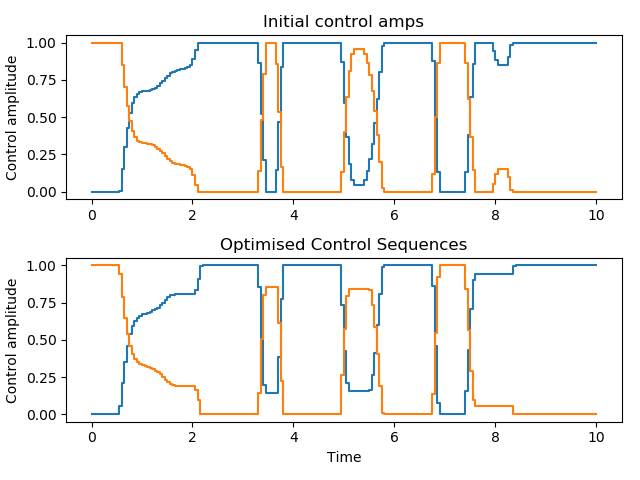 Initial control amps
1.00
0.75
0.50
0.25
0.00
Control amplitude
0 2 4 6 8 10
Optimised Control Sequences
1.00
0.75
0.50
0.25
0.00
Control amplitude
0 2 4 6 8 10
Time